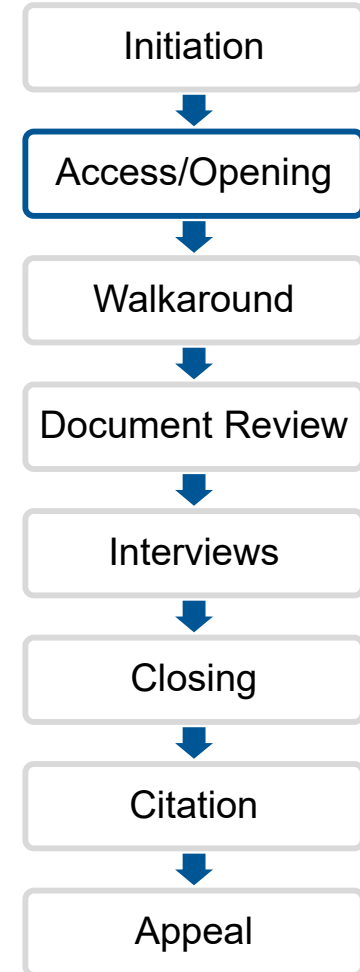 Initiation
Access/Opening
Walkaround
Document Review
Interviews
Closing
Citation
Appeal